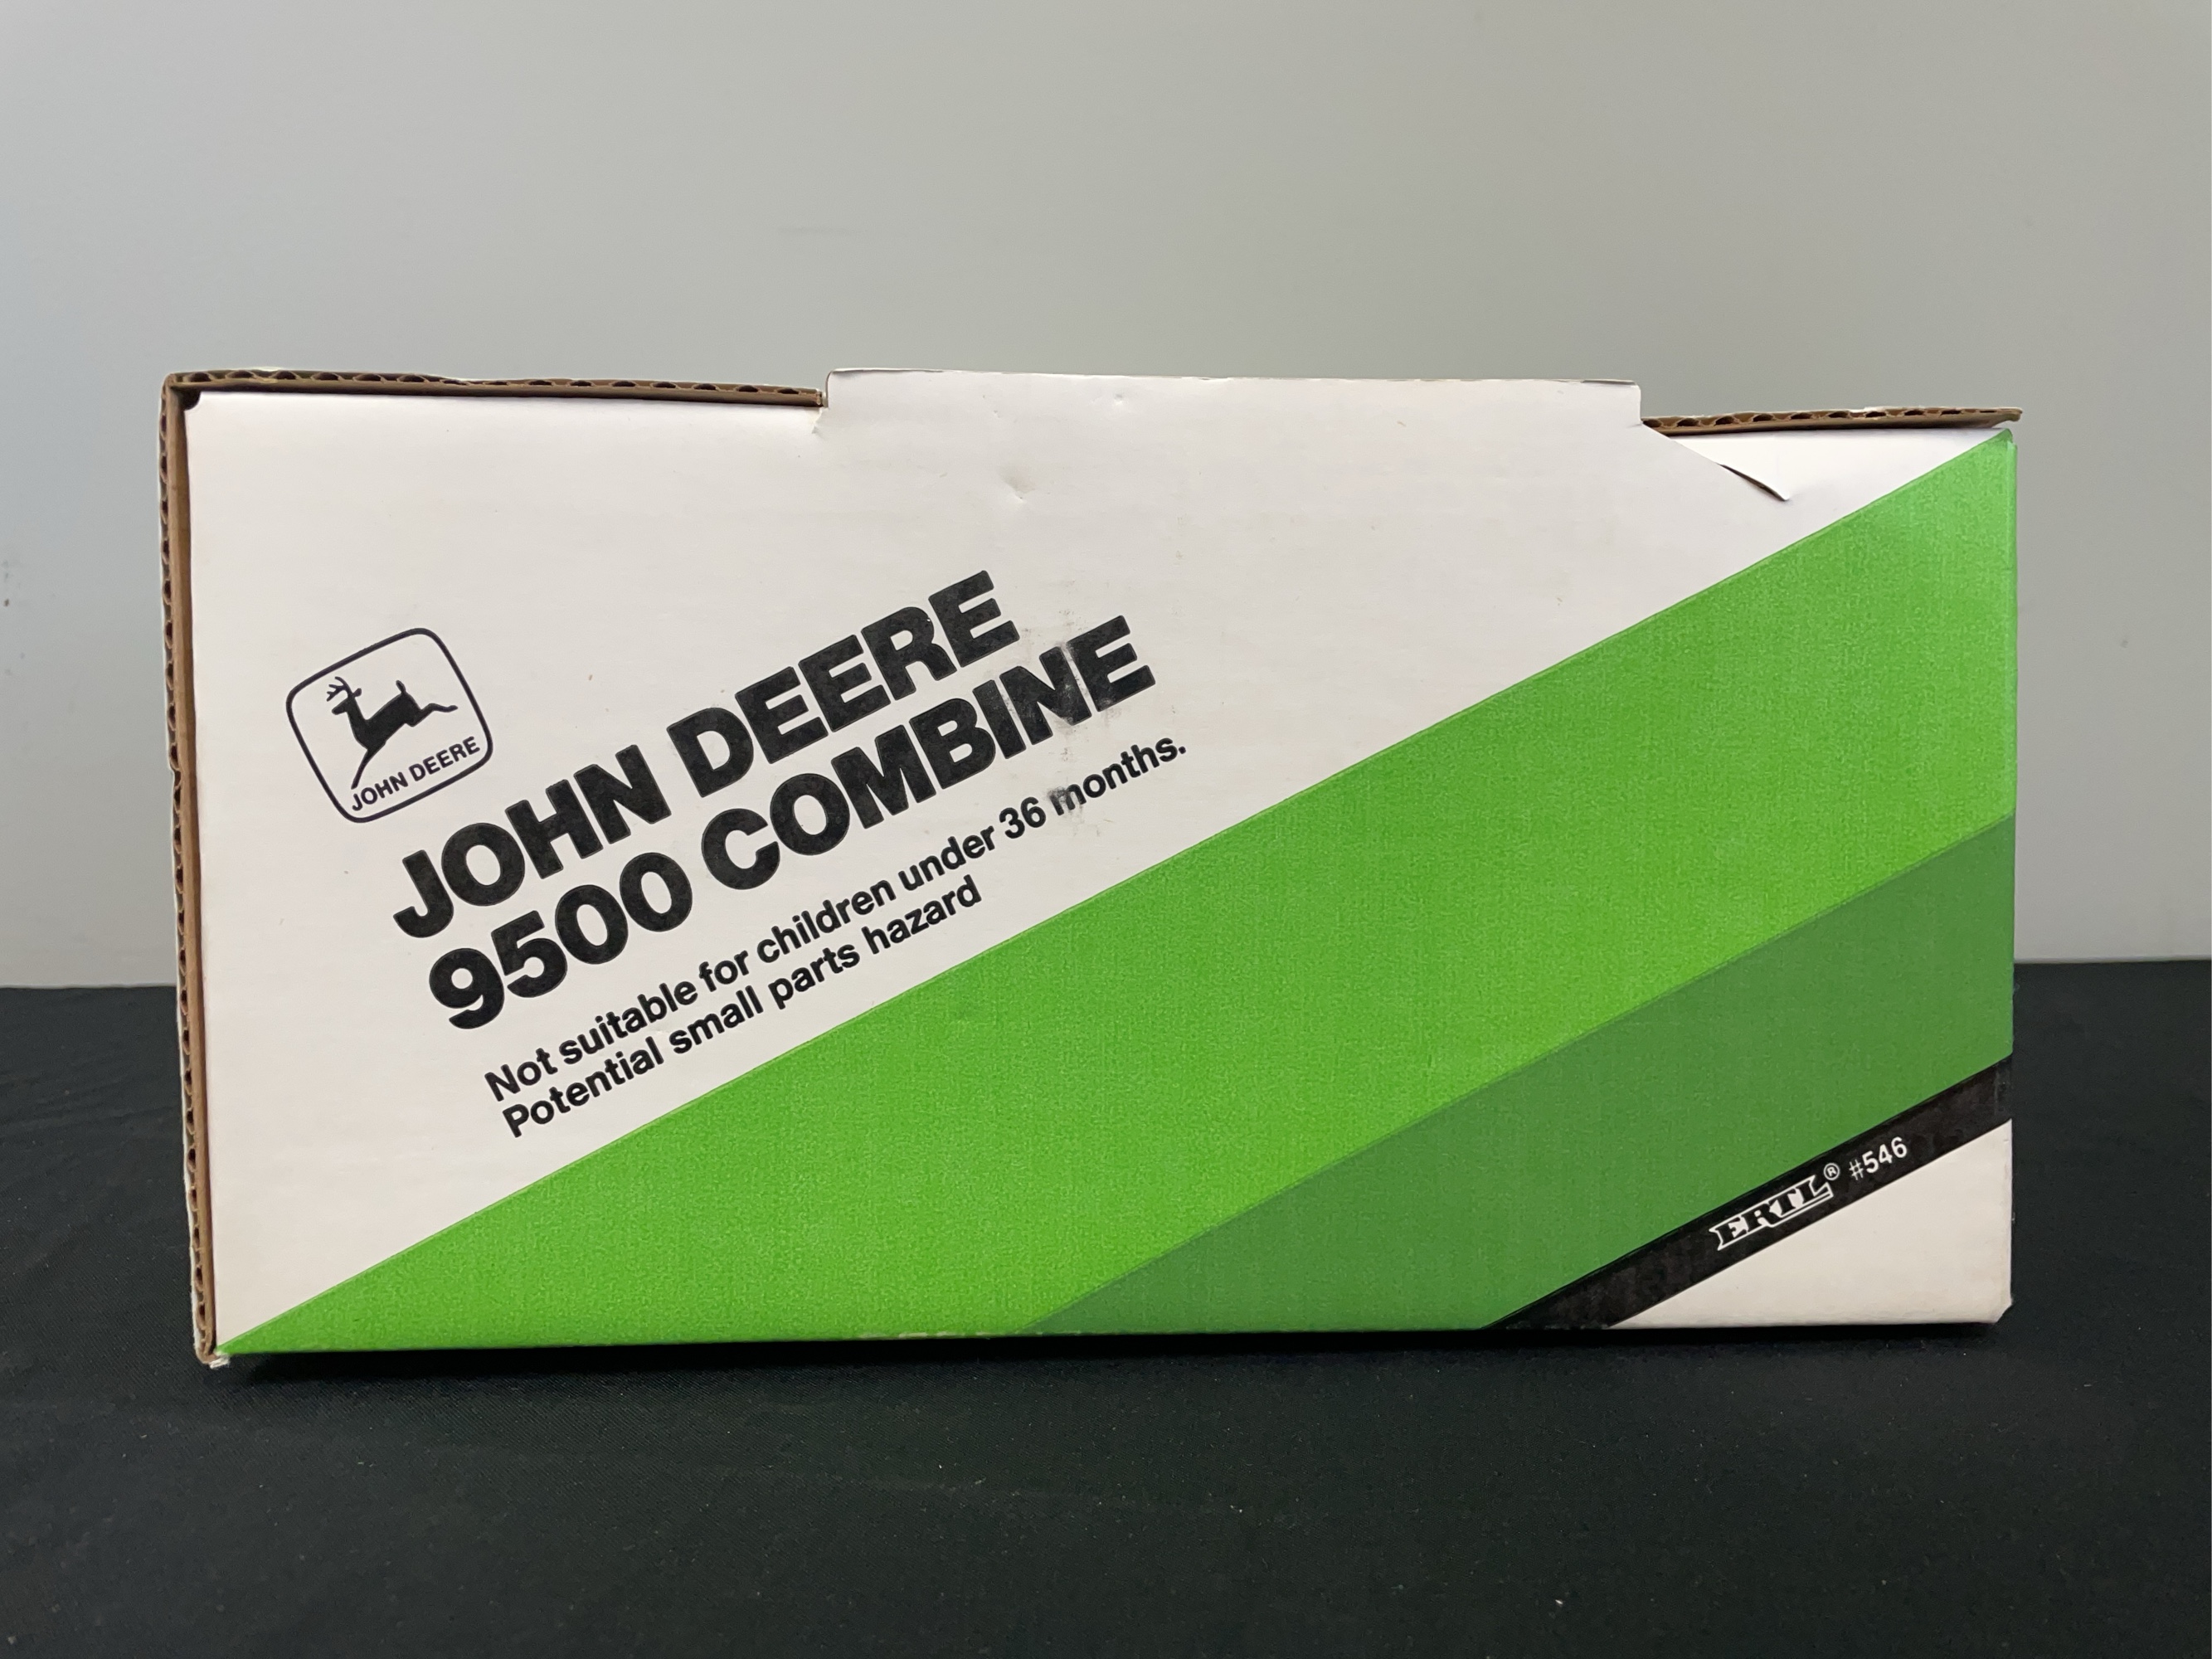 JOHN DEERE
JOHN DEERE
9500 COMBINE
Not suitable for children under 36 months.
Potential small parts hazard
ERTL® #546